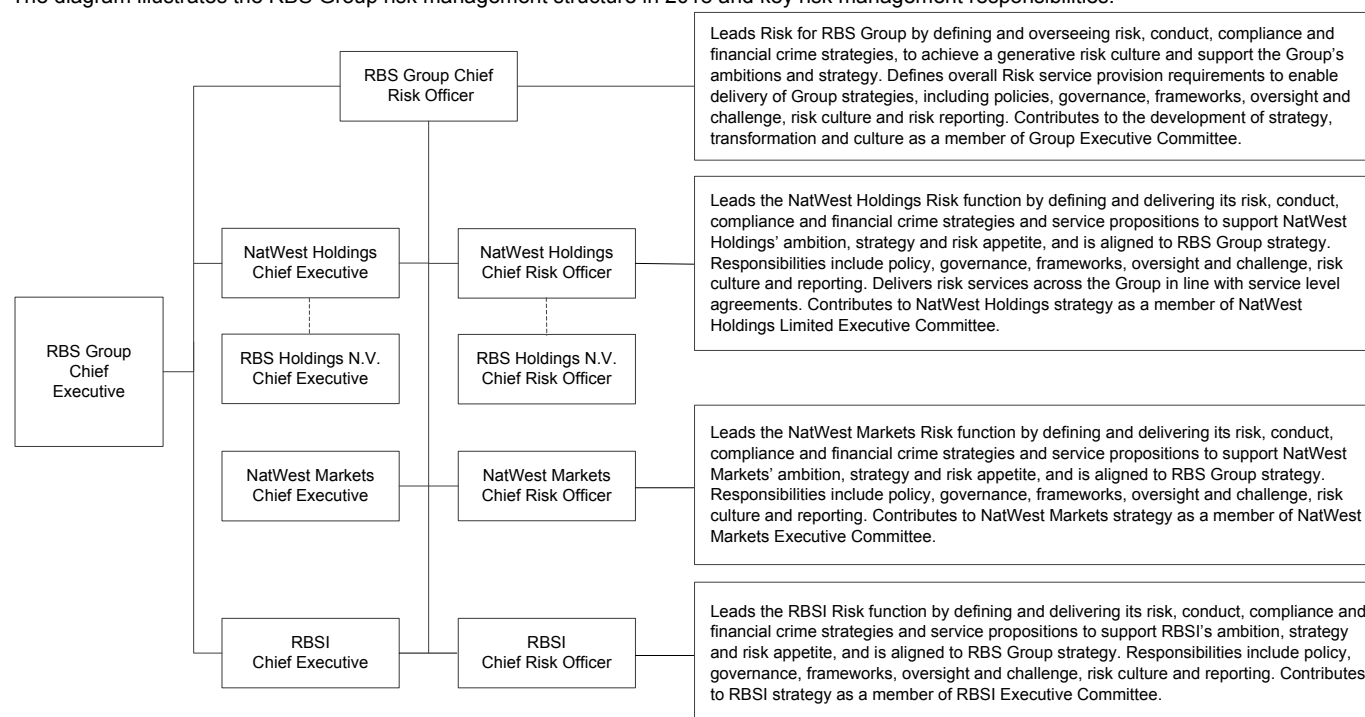 The diagram illustrates the RBS Group risk management structure in 2018 and key risk management responsibilities.
RBS Group Chief
Risk Officer
Leads Risk for RBS Group by defining and overseeing risk, conduct, compliance and
financial crime strategies, to achieve a generative risk culture and support the Group's
ambitions and strategy. Defines overall Risk service provision requirements to enable
delivery of Group strategies, including policies, governance, frameworks, oversight and
challenge, risk culture and risk reporting. Contributes to the development of strategy,
transformation and culture as a member of Group Executive Committee.
NatWest Holdings
Chief Executive
NatWest Holdings
Chief Risk Officer
Leads the NatWest Holdings Risk function by defining and delivering its risk, conduct,
compliance and financial crime strategies and service propositions to support NatWest
Holdings' ambition, strategy and risk appetite, and is aligned to RBS Group strategy.
Responsibilities include policy, governance, frameworks, oversight and challenge, risk
culture and reporting. Delivers risk services across the Group in line with service level
agreements. Contributes to NatWest Holdings strategy as a member of NatWest
Holdings Limited Executive Committee.
RBS Group
Chief
Executive
RBS Holdings N.V.
Chief Executive
RBS Holdings N.V.
Chief Risk Officer
NatWest Markets
Chief Executive
NatWest Markets
Chief Risk Officer
Leads the NatWest Markets Risk function by defining and delivering its risk, conduct,
compliance and financial crime strategies and service propositions to support NatWest
Markets' ambition, strategy and risk appetite, and is aligned to RBS Group strategy.
Responsibilities include policy, governance, frameworks, oversight and challenge, risk
culture and reporting. Contributes to NatWest Markets strategy as a member of NatWest
Markets Executive Committee.
RBSI
Chief Executive
RBSI
Chief Risk Officer
Leads the RBSI Risk function by defining and delivering its risk, conduct, compliance and
financial crime strategies and service propositions to support RBSI's ambition, strategy
and risk appetite, and is aligned to RBS Group strategy. Responsibilities include policy,
governance, frameworks, oversight and challenge, risk culture and reporting. Contributes
to RBSI strategy as a member of RBSI Executive Committee.